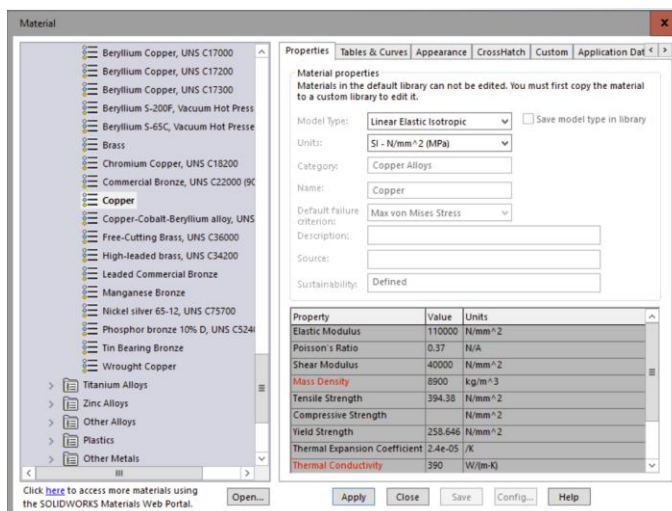 Material
x
Beryllium Copper, UNS C17000
Beryllium Copper, UNS C17200
Beryllium Copper, UNS C17300
Beryllium S-200F, Vacuum Hot Press
Beryllium S-65C, Vacuum Hot Presse
Brass
Chromium Copper, UNS C18200
Commercial Bronze, UNS C22000 (90
Copper
Copper-Cobalt-Beryllium alloy, UNS
Free-Cutting Brass, UNS C36000
High-leaded brass, UNS C34200
Leaded Commercial Bronze
Manganese Bronze
Nickel silver 65-12, UNS C75700
Phosphor bronze 10% D, UNS C5240
Tin Bearing Bronze
Wrought Copper
Titanium Alloys
Zinc Alloys
Other Alloys
Plastics
Other Metals
Click here to access more materials using
the SOLIDWORKS Materials Web Portal.
Open...
Properties Tables & Curves Appearance CrossHatch Custom Application Dat
Material properties
Materials in the default library can not be edited. You must first copy the material
to a custom library to edit it.
Model Type: Linear Elastic Isotropic Save model type in library
Units: SI - N/mm^2 (MPa)
Category: Copper Alloys
Name: Copper
Default failure
criterion: Max von Mises Stress
Description:
Source:
Sustainability: Defined
Property Value Units
Elastic Modulus 110000 N/mm^2
Poisson's Ratio 0.37 N/A
Shear Modulus 40000 N/mm^2
Mass Density 8900 kg/m^3
Tensile Strength 394.38 N/mm^2
Compressive Strength N/mm^2
Yield Strength 258.646 N/mm^2
Thermal Expansion Coefficient 2.4e-05 /K
Thermal Conductivity 390 W/(m·K)
Apply Close Save Config... Help